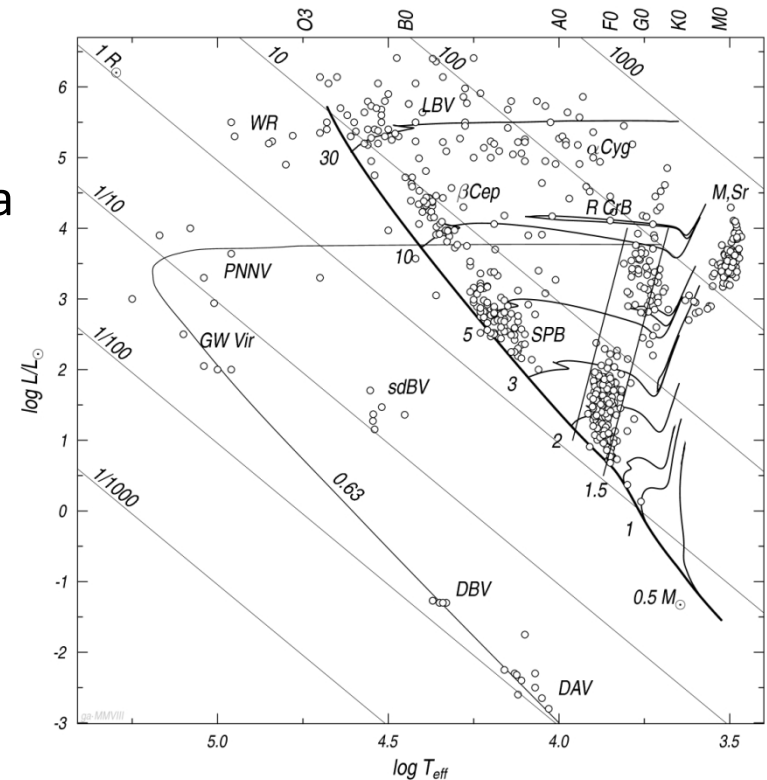 O3 B0 A0 F0 G0 K0 M0
1 R☉ 10 100 1000
6
WR LBV
αCyg
5
30
a
βCep R CrB M,Sr
1/10
4
10
PNNV
3
GW Vir 5 SPB
1/100
2
3
sdBV
1
2
1/1000
1.5
0.63
0
1
-1
DBV 0.5 M☉
-2
DAV
-3
ga-MMVIII
5.0 4.5 4.0 3.5
log Teff
log L/L☉